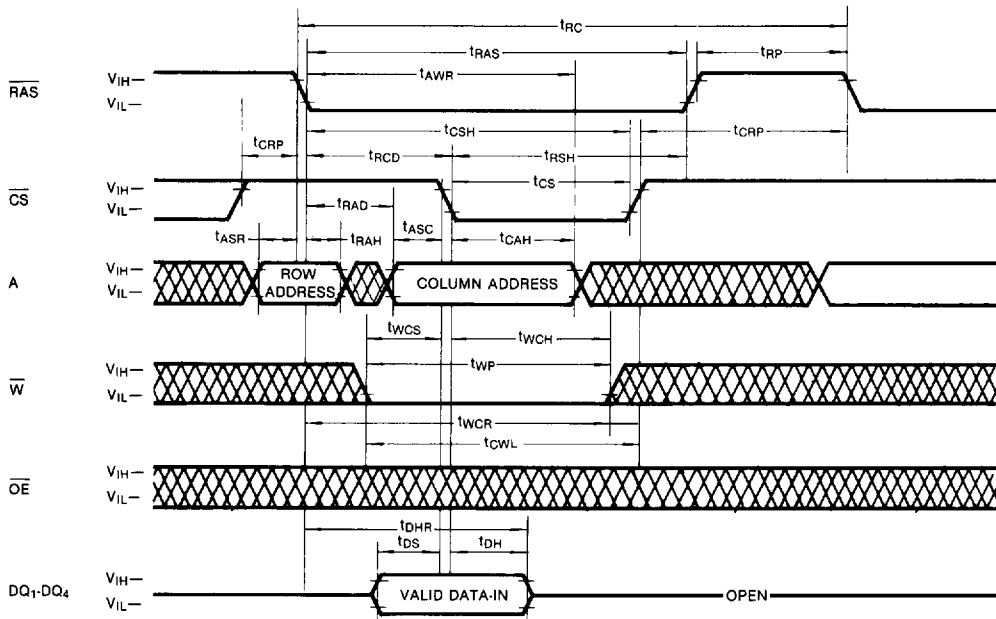 tRC
tRAS
tRP
tAWR
RAS
VIH
VIL
tCSH
tCRP
tCRP
tRCD
tRSH
CS
VIH
VIL
tCS
tRAD
tASC
tASR
tRAH
tCAH
A
VIH
VIL
ROW
ADDRESS
COLUMN ADDRESS
tWCS
tWCH
tWP
W
VIH
VIL
tWCR
tCWL
OE
VIH
VIL
tDHR
tDS
tDH
DQ1-DQ4
VIH
VIL
VALID DATA-IN
OPEN